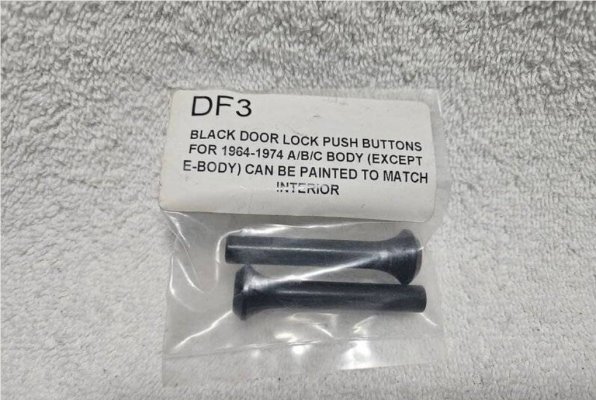 DF3
BLACK DOOR LOCK PUSH BUTTONS
FOR 1964-1974 A/B/C BODY (EXCEPT
E-BODY) CAN BE PAINTED TO MATCH
INTERIOR